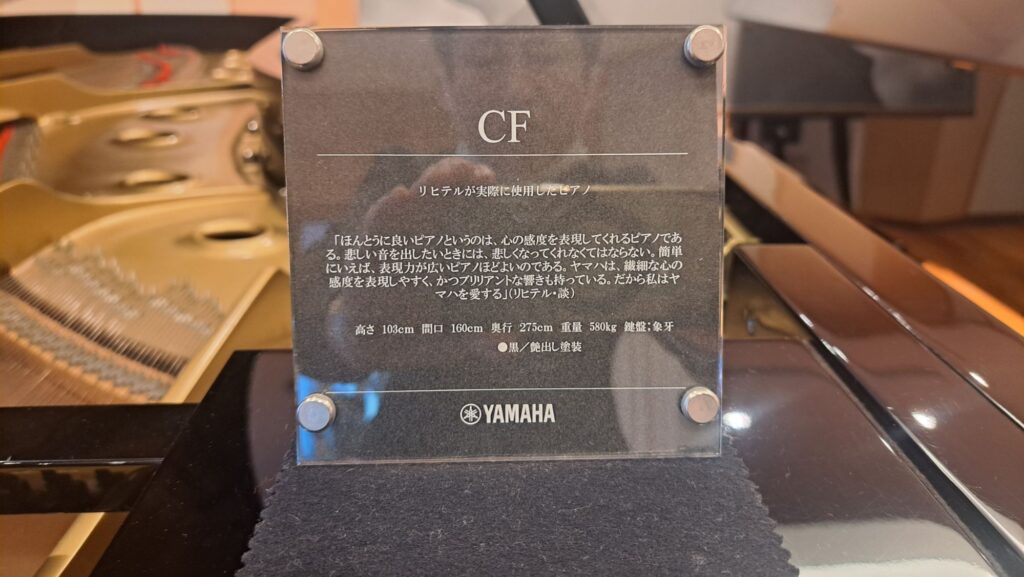 CF
リヒテルが実際に使用したピアノ
「ほんとうに良いピアノというのは、心の感度を表現してくれるピアノであ
る。悲しい音を出したいときには、悲しくなってくれなくてはならない。簡単
にいえば、表現力が広いピアノほどよいのである。ヤマハは、繊細な心の
感度を表現しやすく、かつブリリアントな響きも持っている。だから私はヤ
マハを愛する」(リヒテル・談)
高さ 103cm 間口 160cm 奥行 275cm 重量 580kg 鍵盤;象牙
●黒/艶出し塗装
YAMAHA